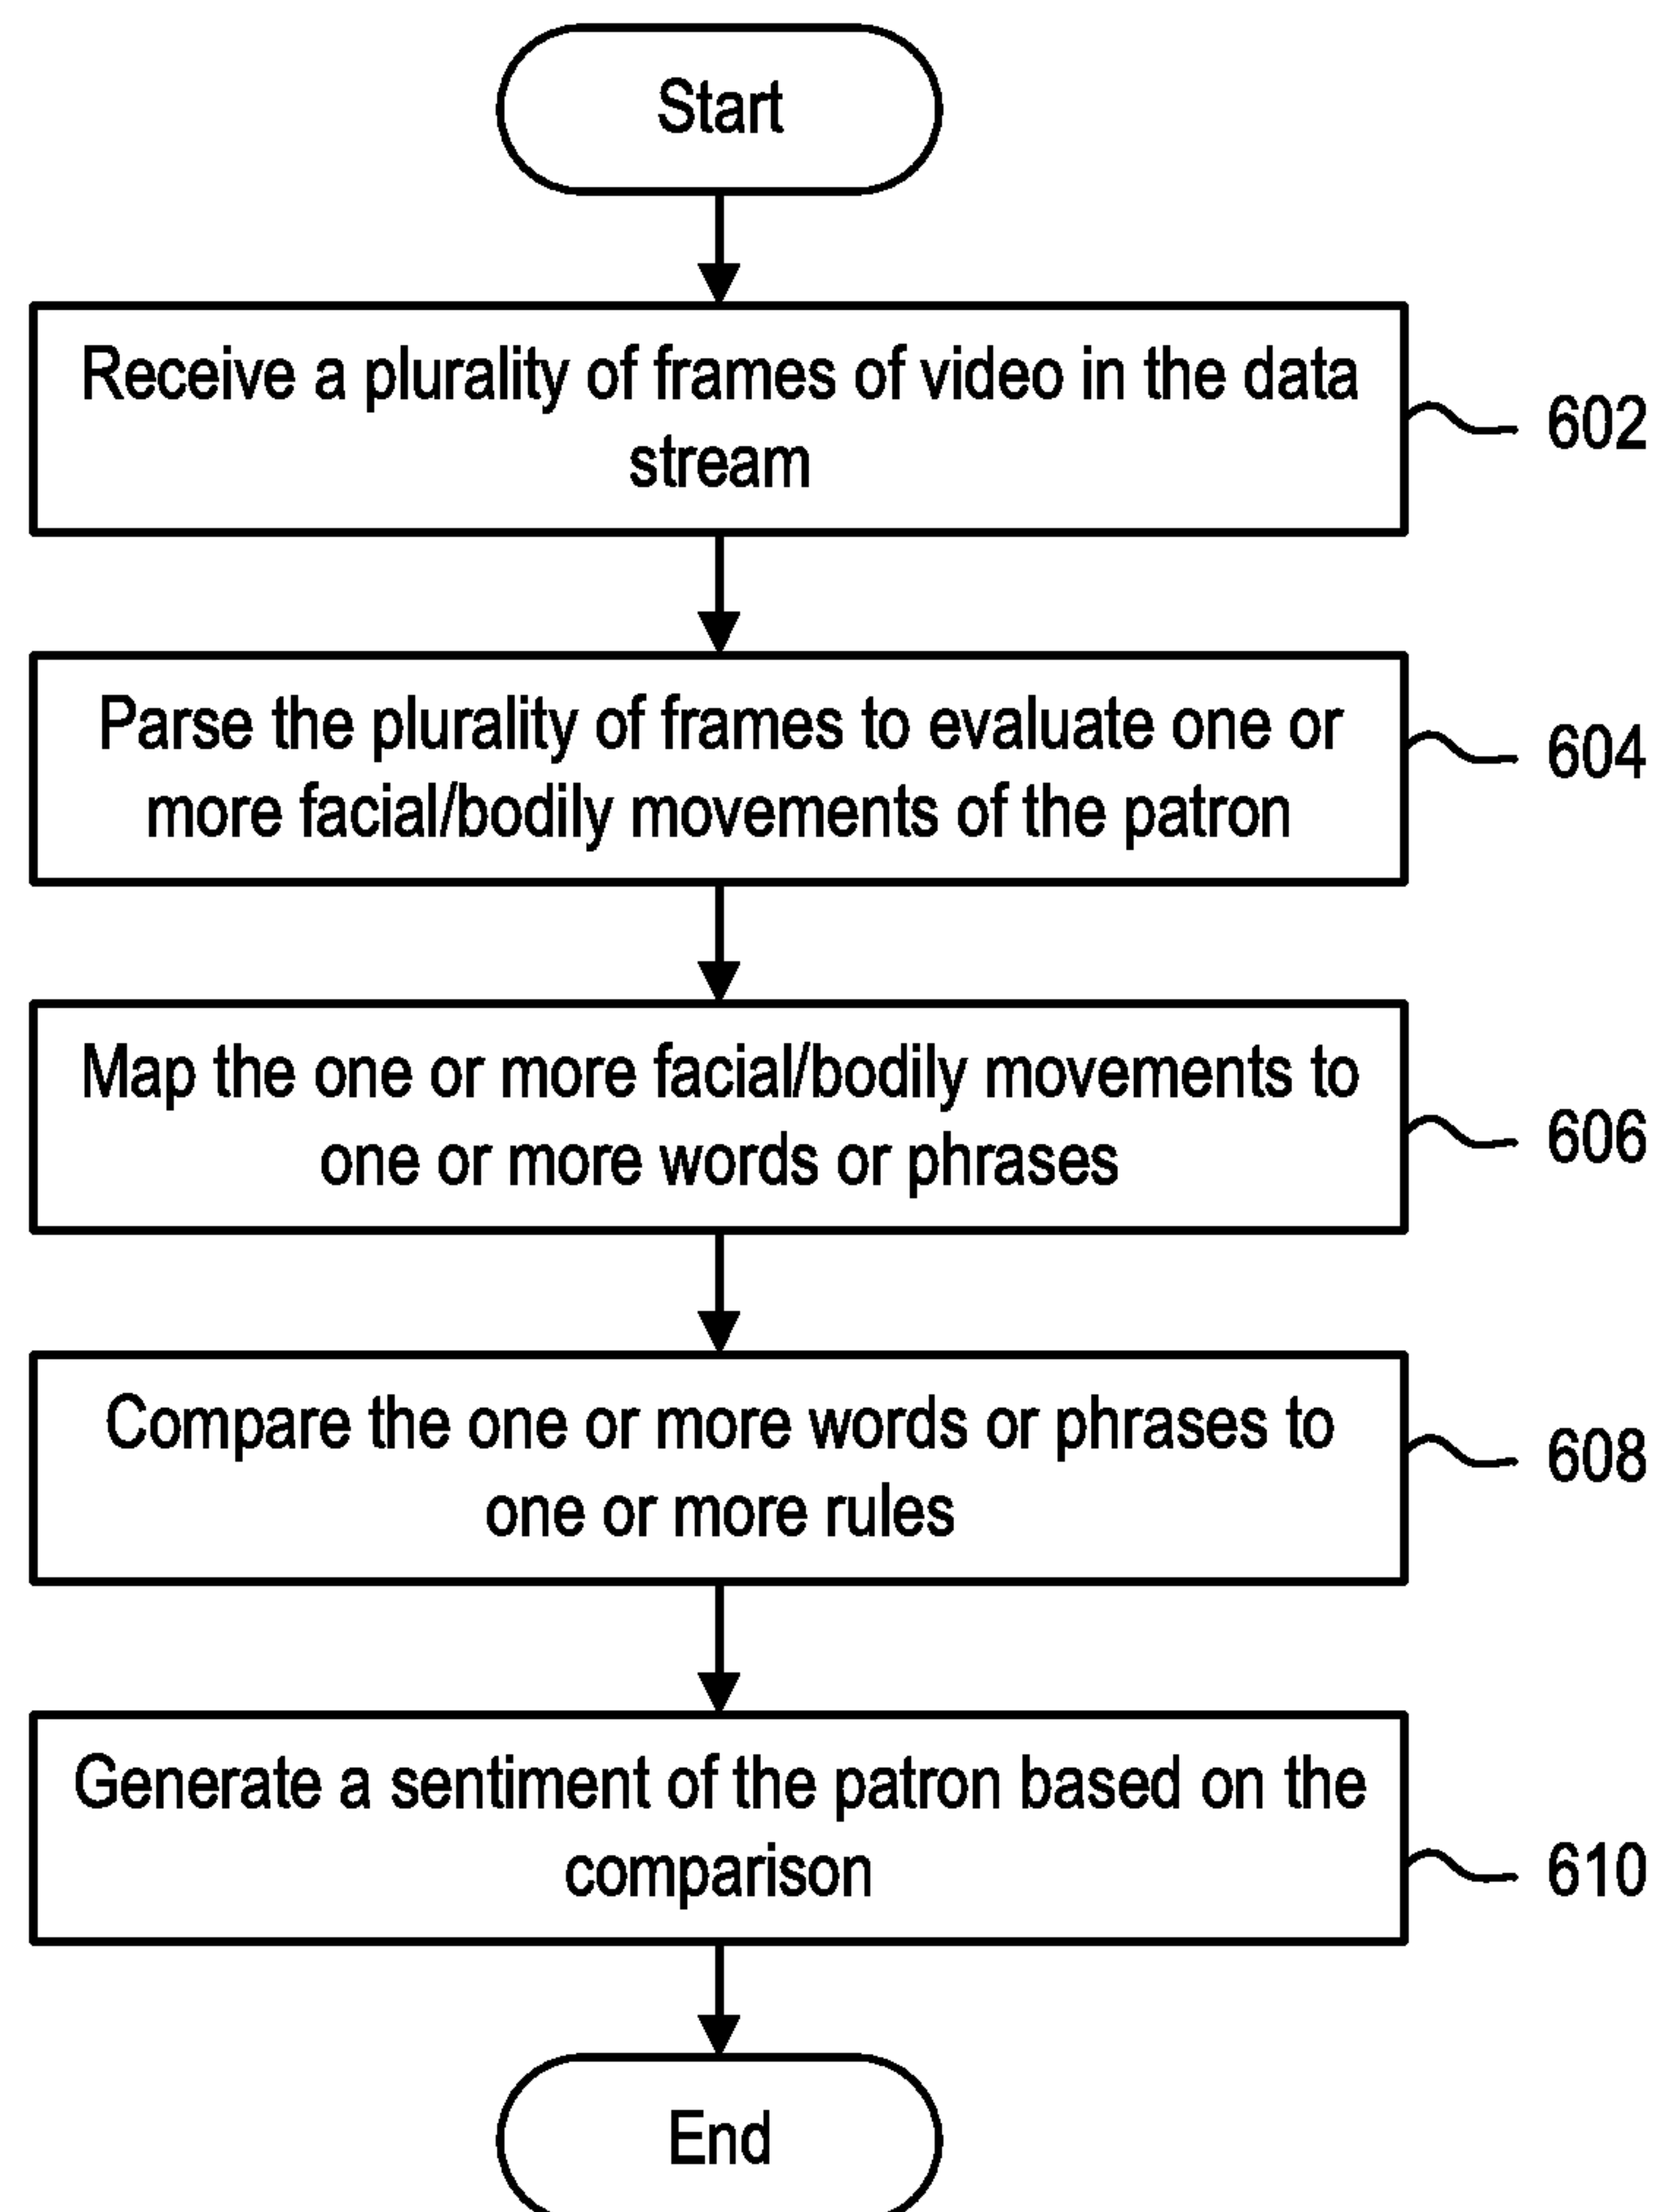 Start
Receive a plurality of frames of video in the data
stream
602
Parse the plurality of frames to evaluate one or
more facial/bodily movements of the patron
604
Map the one or more facial/bodily movements to
one or more words or phrases
606
Compare the one or more words or phrases to
one or more rules
608
Generate a sentiment of the patron based on the
comparison
610
End